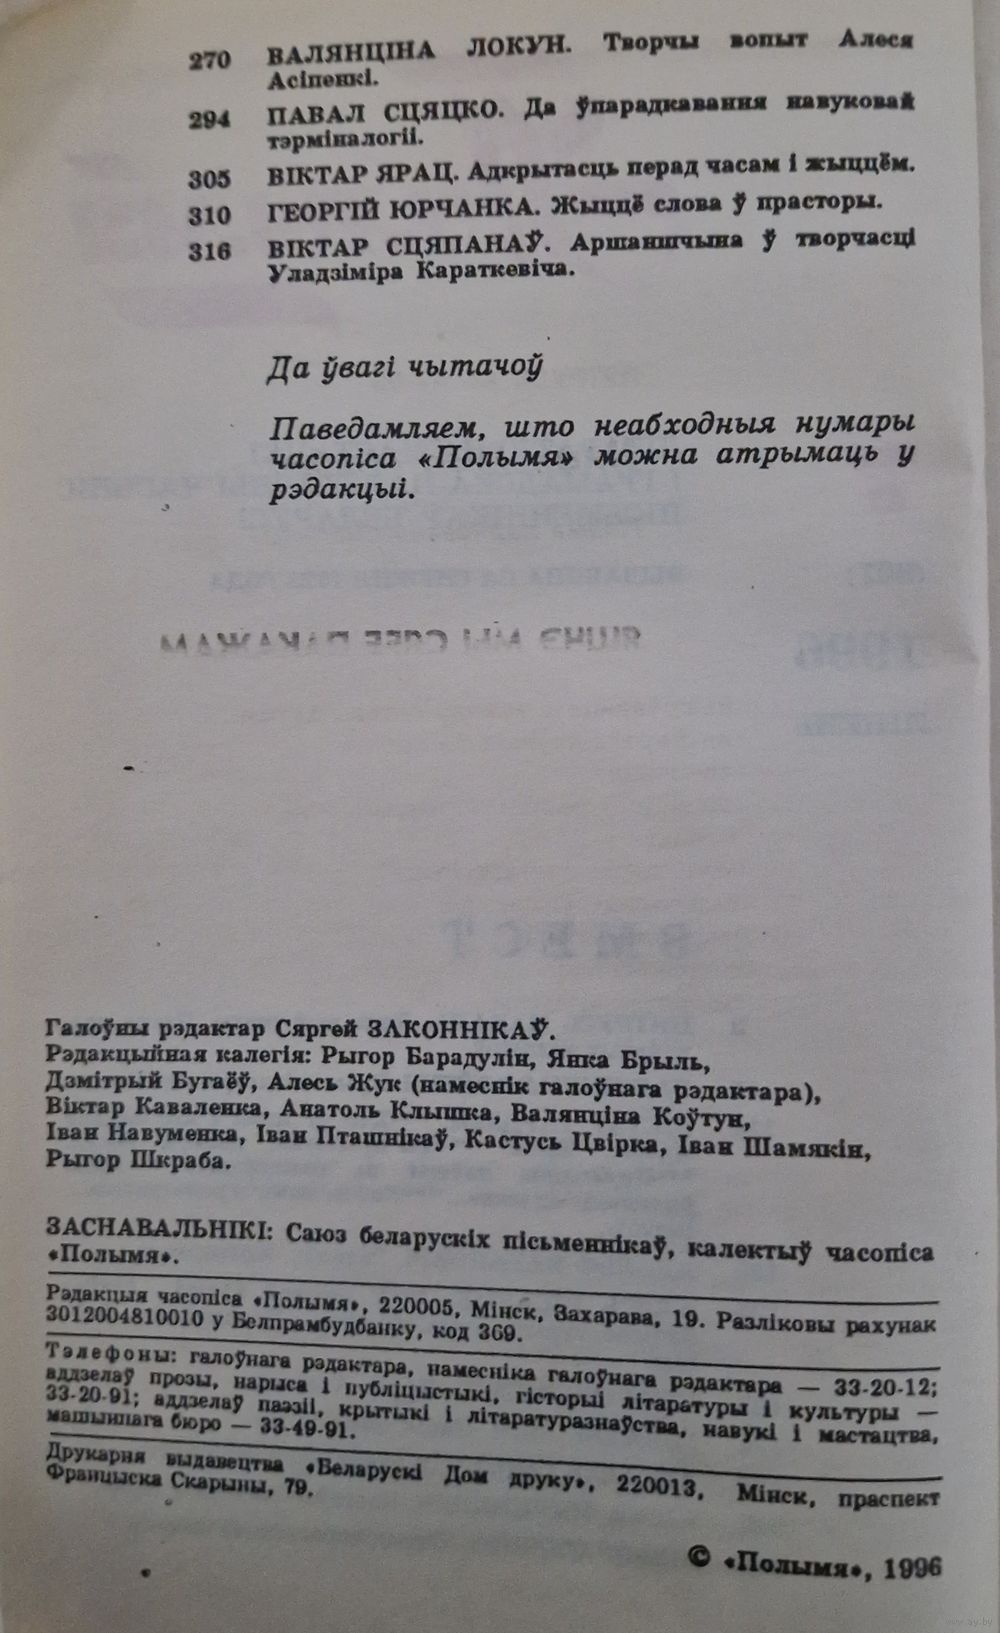 270 ВАЛЯНЦІНА ЛОКУН. Творчы вопыт Алеся
Асіпенкі.
294 ПАВАЛ СЦЯЦКО. Да ўпарадкавання навуковай
тэрміналогіі.
305 ВІКТАР ЯРАЦ. Адкрытасць перад часам і жыццём.
310 ГЕОРГІЙ ЮРЧАНКА. Жыццё слова ў прасторы.
316 ВІКТАР СЦЯПАНАЎ. Аршаншчына ў творчасці
Уладзіміра Караткевіча.
Да ўвагі чытачоў
Паведамляем, што неабходныя нумары
часопіса «Полымя» можна атрымаць у
рэдакцыі.
Галоўны рэдактар Сяргей ЗАКОННІКАЎ.
Рэдакцыйная калегія: Рыгор Барадулін, Янка Брыль,
Дзмітрый Бугаёў, Алесь Жук (намеснік галоўнага рэдактара),
Віктар Каваленка, Анатоль Клышка, Валянціна Коўтун,
Іван Навуменка, Іван Пташнікаў, Кастусь Цвірка, Іван Шамякін,
Рыгор Шкраба.
ЗАСНАВАЛЬНІКІ: Саюз беларускіх пісьменнікаў, калектыў часопіса
«Полымя».
Рэдакцыя часопіса «Полымя», 220005, Мінск, Захарава, 19. Разліковы рахунак
3012004810010 у Белпрамбудбанку, код 369.
Тэлефоны: галоўнага рэдактара, намесніка галоўнага рэдактара — 33-20-12;
аддзелаў прозы, нарыса і публіцыстыкі, гісторыі літаратуры і культуры —
33-20-91; аддзелаў паэзіі, крытыкі і літаратуразнаўства, навукі і мастацтва,
машыннага бюро — 33-49-91.
Друкарня выдавецтва «Беларускі Дом друку», 220013, Мінск, праспект
Францыска Скарыны, 79.
© «Полымя», 1996
www.ay.by